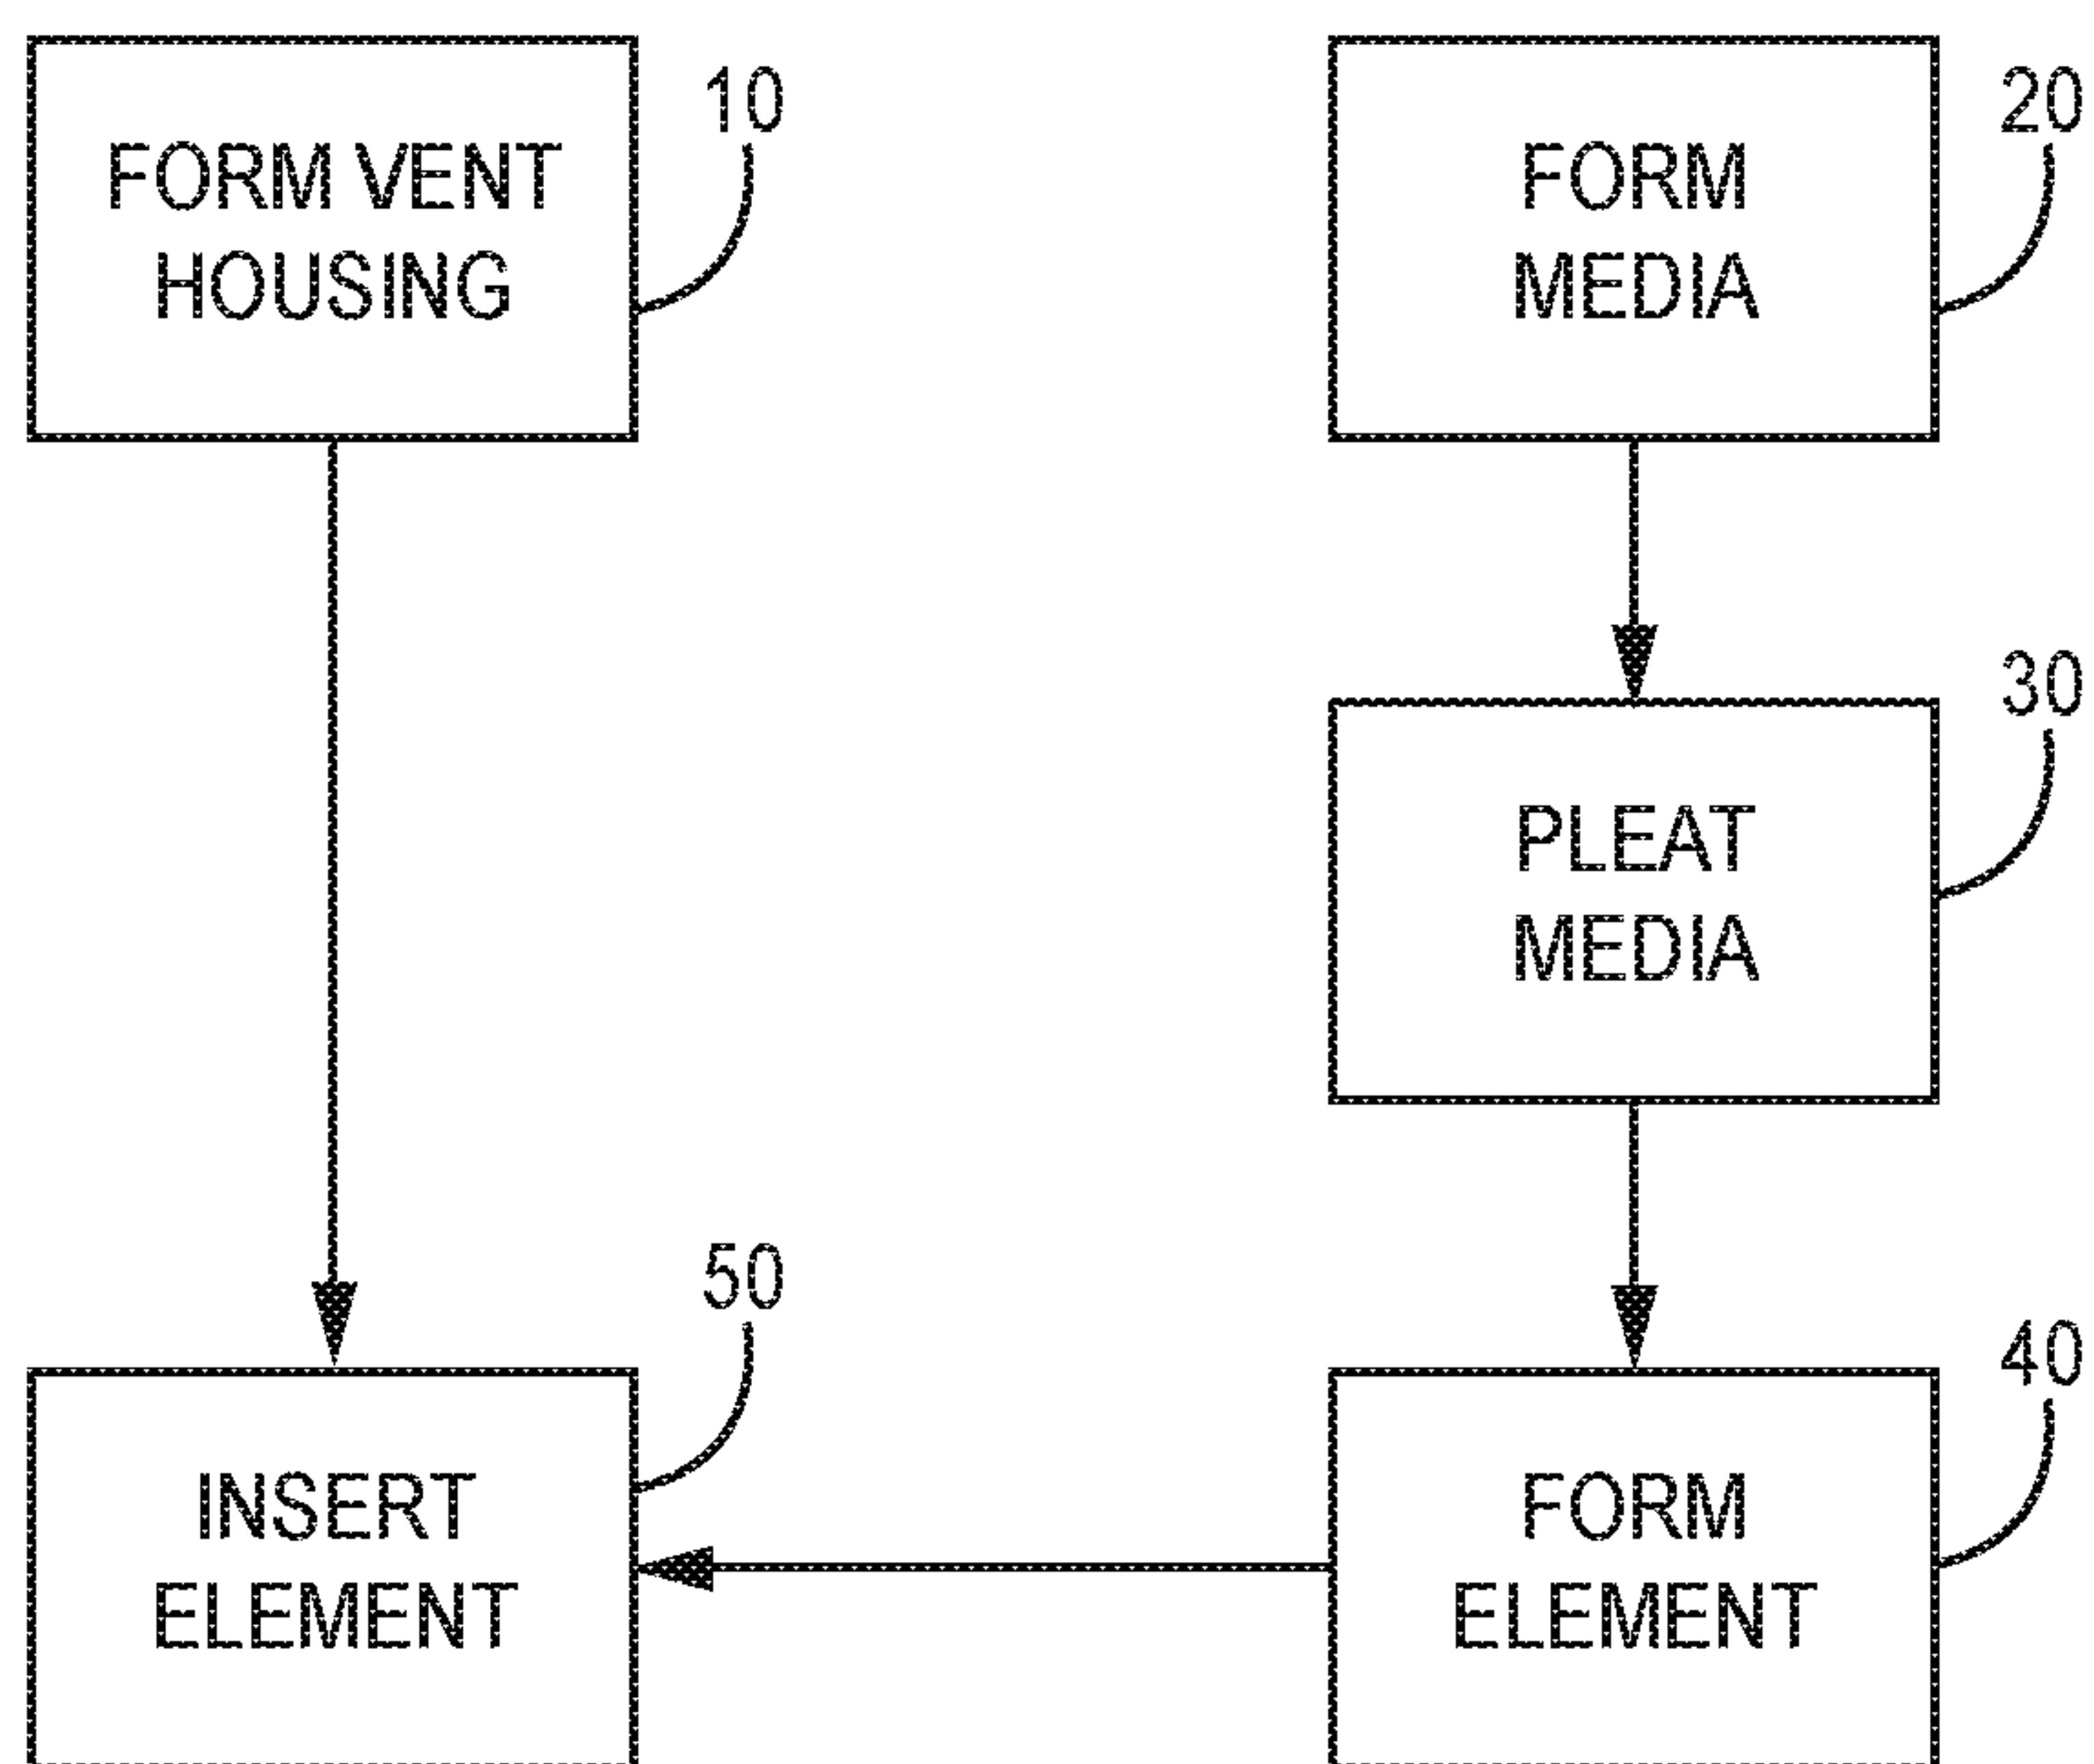 FORM VENT
HOUSING
10
FORM
MEDIA
20
PLEAT
MEDIA
30
INSERT
ELEMENT
50
FORM
ELEMENT
40